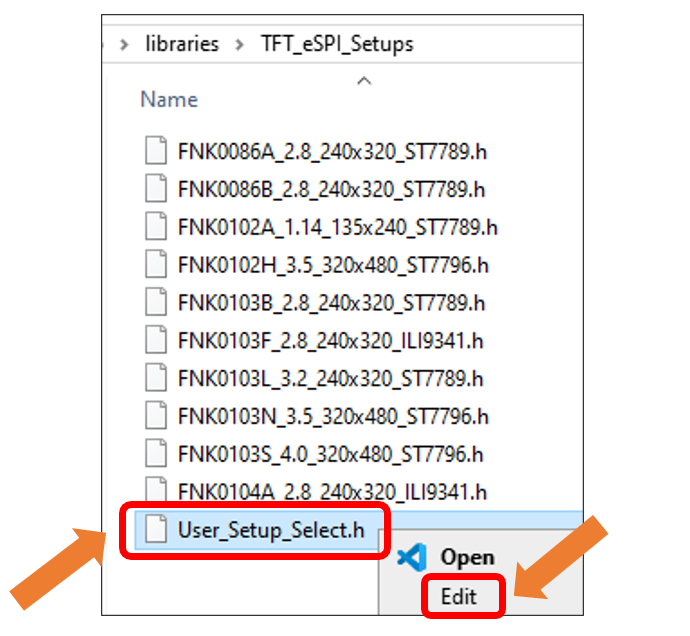 > libraries > TFT_eSPI_Setups
Name
FNK0086A_2.8_240x320_ST7789.h
FNK0086B_2.8_240x320_ST7789.h
FNK0102A_1.14_135x240_ST7789.h
FNK0102H_3.5_320x480_ST7796.h
FNK0103B_2.8_240x320_ST7789.h
FNK0103F_2.8_240x320_ILI9341.h
FNK0103L_3.2_240x320_ST7789.h
FNK0103N_3.5_320x480_ST7796.h
FNK0103S_4.0_320x480_ST7796.h
FNK0104A_2.8_240x320_ILI9341.h
User_Setup_Select.h
Open
Edit